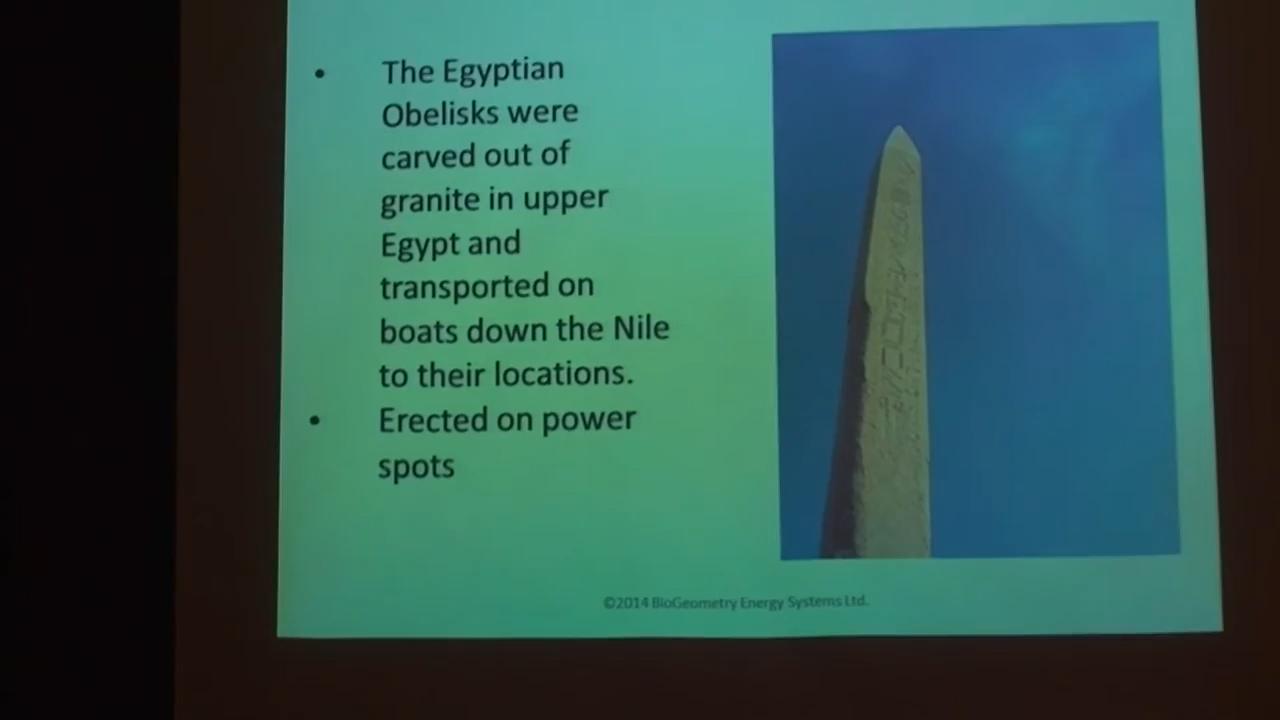 • The Egyptian
Obelisks were
carved out of
granite in upper
Egypt and
transported on
boats down the Nile
to their locations.
• Erected on power
spots
©2014 BioGeometry Energy Systems Ltd.